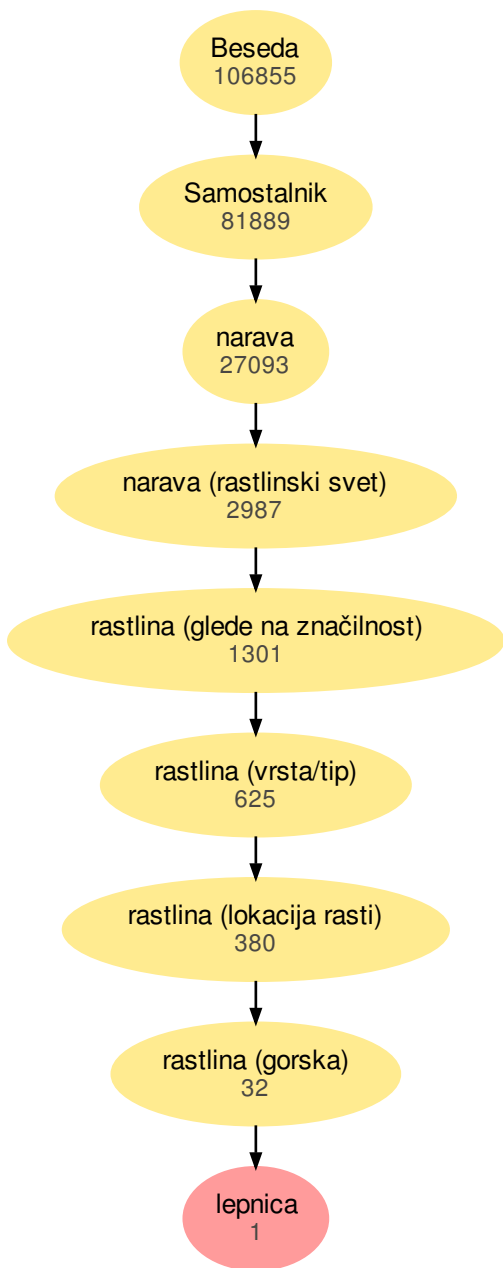 Beseda
106855
Samostalnik
81889
narava
27093
narava (rastlinski svet)
2987
rastlina (glede na značilnost)
1301
rastlina (vrsta/tip)
625
rastlina (lokacija rasti)
380
rastlina (gorska)
32
lepnica
1